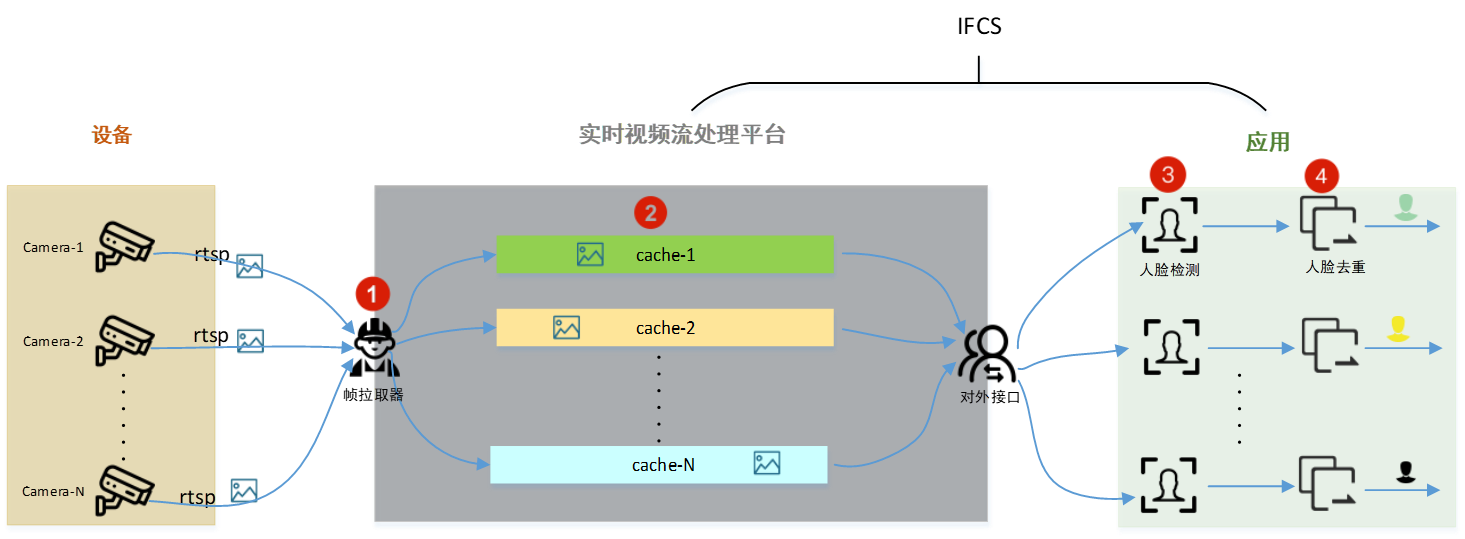 IFCS
设备
实时视频流处理平台
应用
3
4
2
Camera-1
rtsp
cache-1
人脸检测
人脸去重
1
Camera-2
rtsp
cache-2
帧拉取器
对外接口
Camera-N
rtsp
cache-N